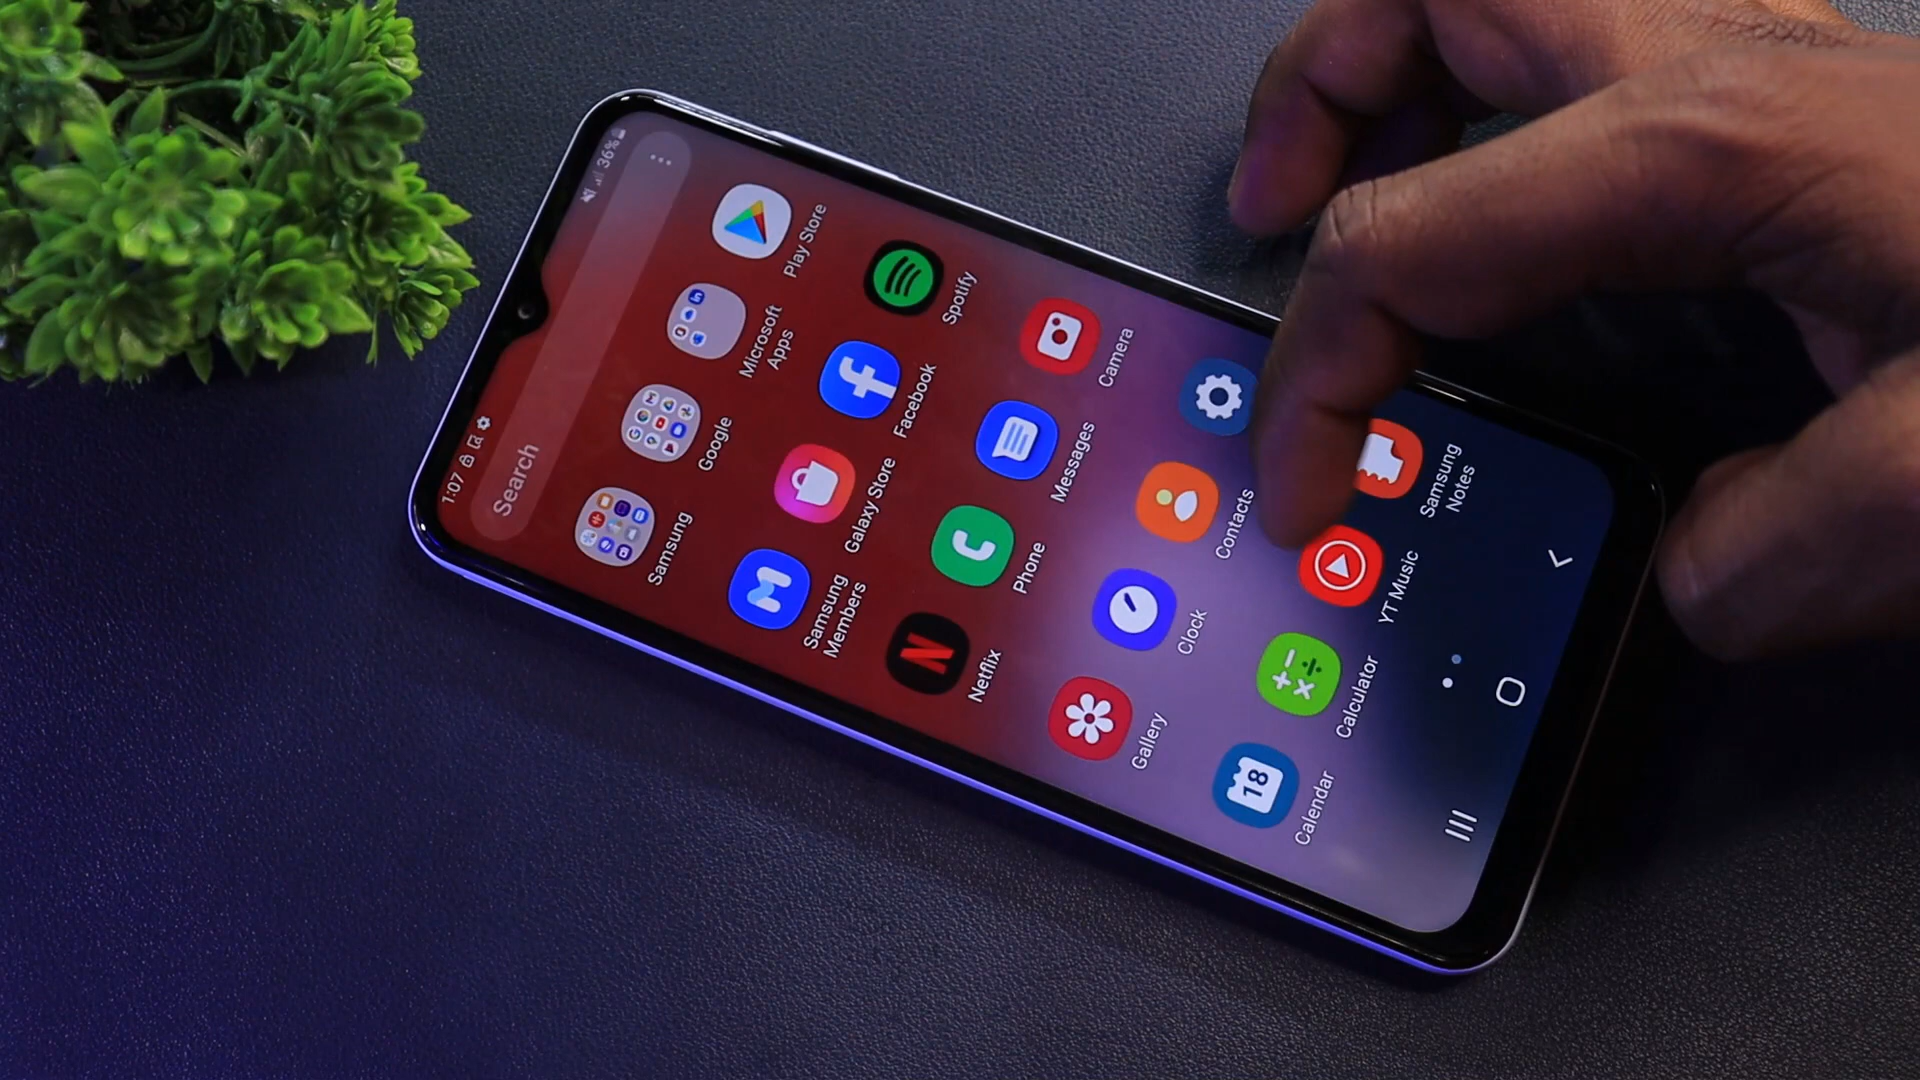 1:07
36%
Search
Samsung
Google
Microsoft
Apps
Play Store
Samsung
Members
Galaxy Store
Facebook
Spotify
Netflix
Phone
Messages
Camera
Gallery
Clock
Contacts
18
Calendar
Calculator
YT Music
Samsung
Notes